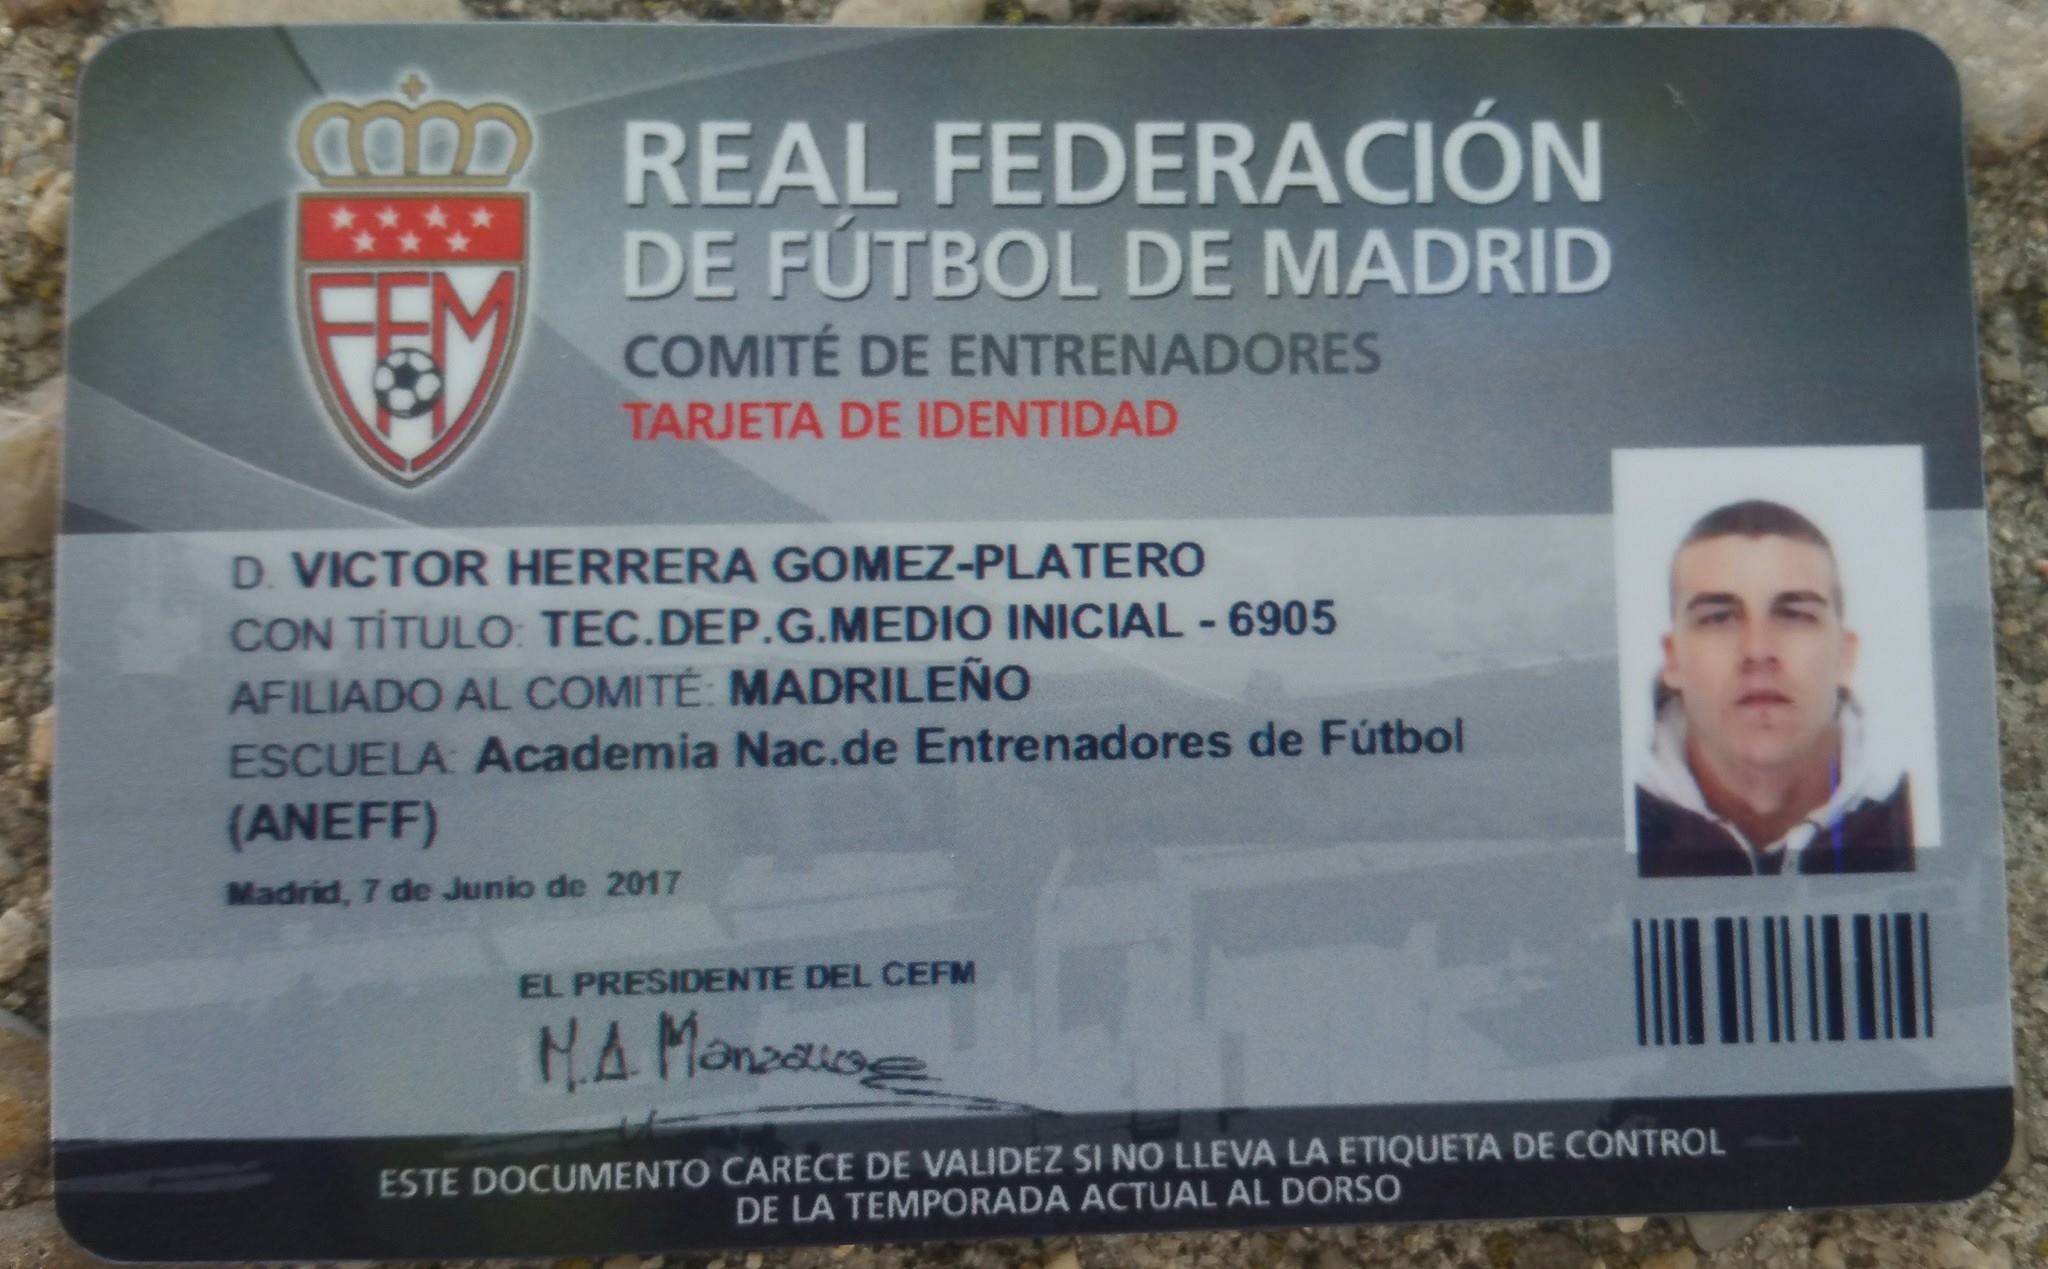 REAL FEDERACIÓN
DE FÚTBOL DE MADRID
COMITÉ DE ENTRENADORES
TARJETA DE IDENTIDAD
FFM
D. VICTOR HERRERA GOMEZ-PLATERO
CON TÍTULO: TEC.DEP.G.MEDIO INICIAL - 6905
AFILIADO AL COMITÉ: MADRILEÑO
ESCUELA: Academia Nac.de Entrenadores de Fútbol
(ANEFF)
Madrid, 7 de Junio de 2017
EL PRESIDENTE DEL CEFM
M.A.
ESTE DOCUMENTO CARECE DE VALIDEZ SI NO LLEVA LA ETIQUETA DE CONTROL
DE LA TEMPORADA ACTUAL AL DORSO